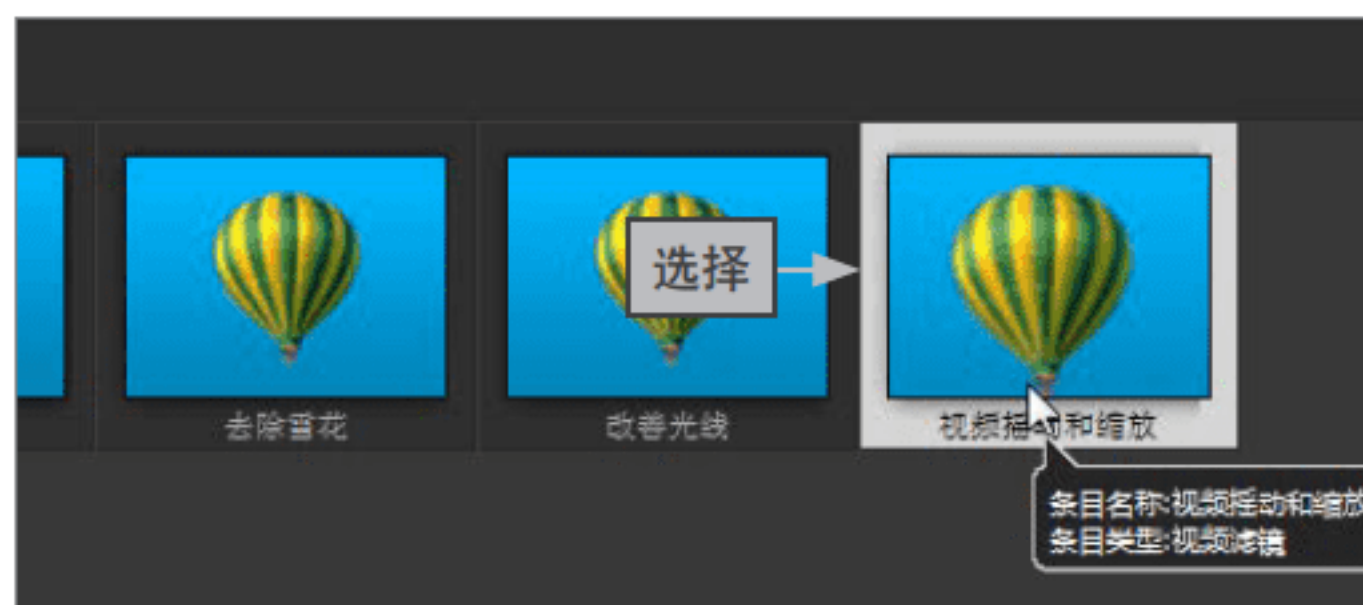 选择
去除雪花
改善光线
视频摇动和缩放
条目名称:视频摇动和缩放
条目类型:视频滤镜